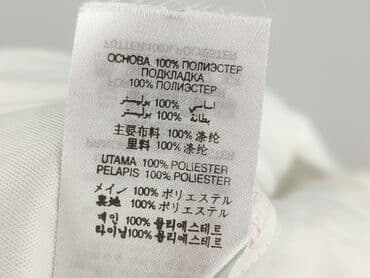 ОСНОВА 100% ПОЛИЭСТЕР
ПОДКЛАДКА
100% ПОЛИЭСТЕР
اساسي 100% بوليستر
بطانة 100% بوليستر
主要布料 100% 涤纶
里料 100% 涤纶
UTAMA 100% POLIESTER
PELAPIS 100% POLIESTER
メイン 100% ポリエステル
裏地 100% ポリエステル
메인 100% 폴리에스테르
라이닝 100% 폴리에스테르